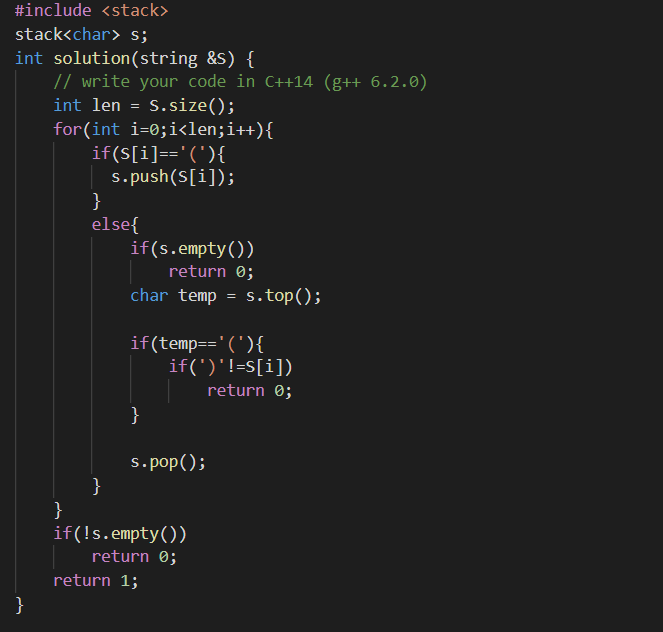 #include <stack>
stack<char> s;
int solution(string &S) {
    // write your code in C++14 (g++ 6.2.0)
    int len = S.size();
    for(int i=0;i<len;i++){
        if(S[i]=='('){
          s.push(S[i]);
        }
        else{
            if(s.empty())
                return 0;
            char temp = s.top();

            if(temp=='('){
                if(')'!=S[i])
                    return 0;
            }

            s.pop();
        }
    }
    if(!s.empty())
        return 0;
    return 1;
}